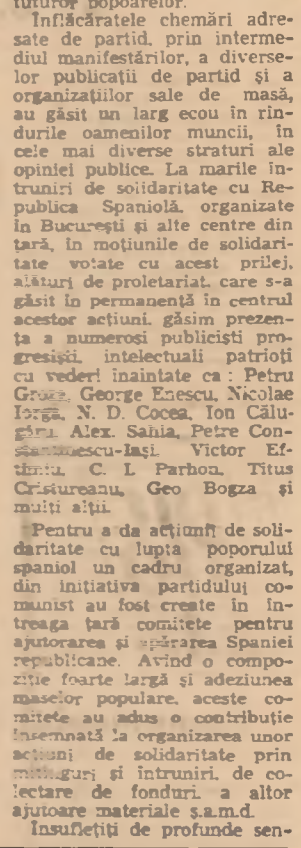 tuturor popoarelor.
Înflăcăratele chemări adre-
sate de partid, prin interme-
diul manifestărilor, a diverse-
lor publicații de partid și a
organizațiilor sale de masă,
au găsit un larg ecou în rîn-
durile oamenilor muncii, în
cele mai diverse straturi ale
opiniei publice. La marile în-
truniri de solidaritate cu Re-
publica Spaniolă, organizate
în București și alte centre din
țară, în moțiunile de solidari-
tate votate cu acest prilej,
alături de proletariat, care s-a
găsit în permanență în centrul
acestor acțiuni, găsim prezen-
ța a numeroși publiciști pro-
gresiști, intelectuali patrioți
cu vederi înaintate ca : Petru
Groza, George Enescu, Nicolae
Iorga, N. D. Cocea, Ion Călu-
găru, Alex. Sahia, Petre Con-
stantinescu-Iași, Victor Ef-
timiu, C. I. Parhon, Titus
Cristureanu, Geo Bogza și
mulți alții.
Pentru a da acțiunii de soli-
daritate cu lupta poporului
spaniol un cadru organizat,
din inițiativa partidului co-
munist au fost create în în-
treaga țară comitete pentru
ajutorarea și apărarea Spaniei
republicane. Avînd o compo-
ziție foarte largă și adeziunea
maselor populare, aceste co-
mitete au adus o contribuție
însemnată la organizarea unor
acțiuni de solidaritate prin
mitinguri și întruniri, de co-
lectare de fonduri, a altor
ajutoare materiale ș.a.m.d.
Însuflețiți de profunde sen-